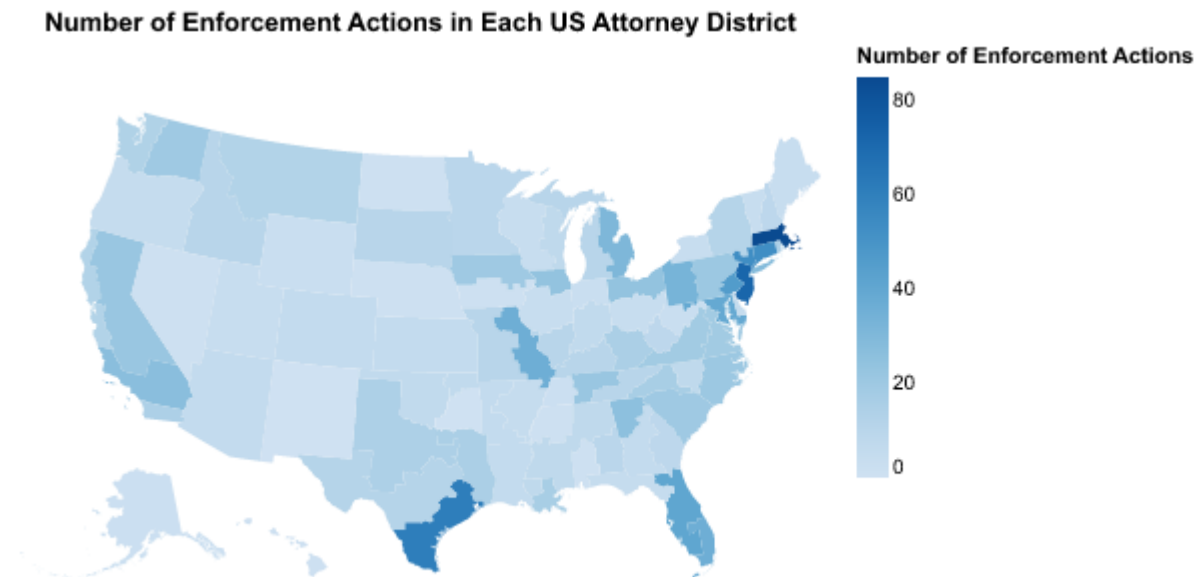 Number of Enforcement Actions in Each US Attorney District
Number of Enforcement Actions
80
60
40
20
0